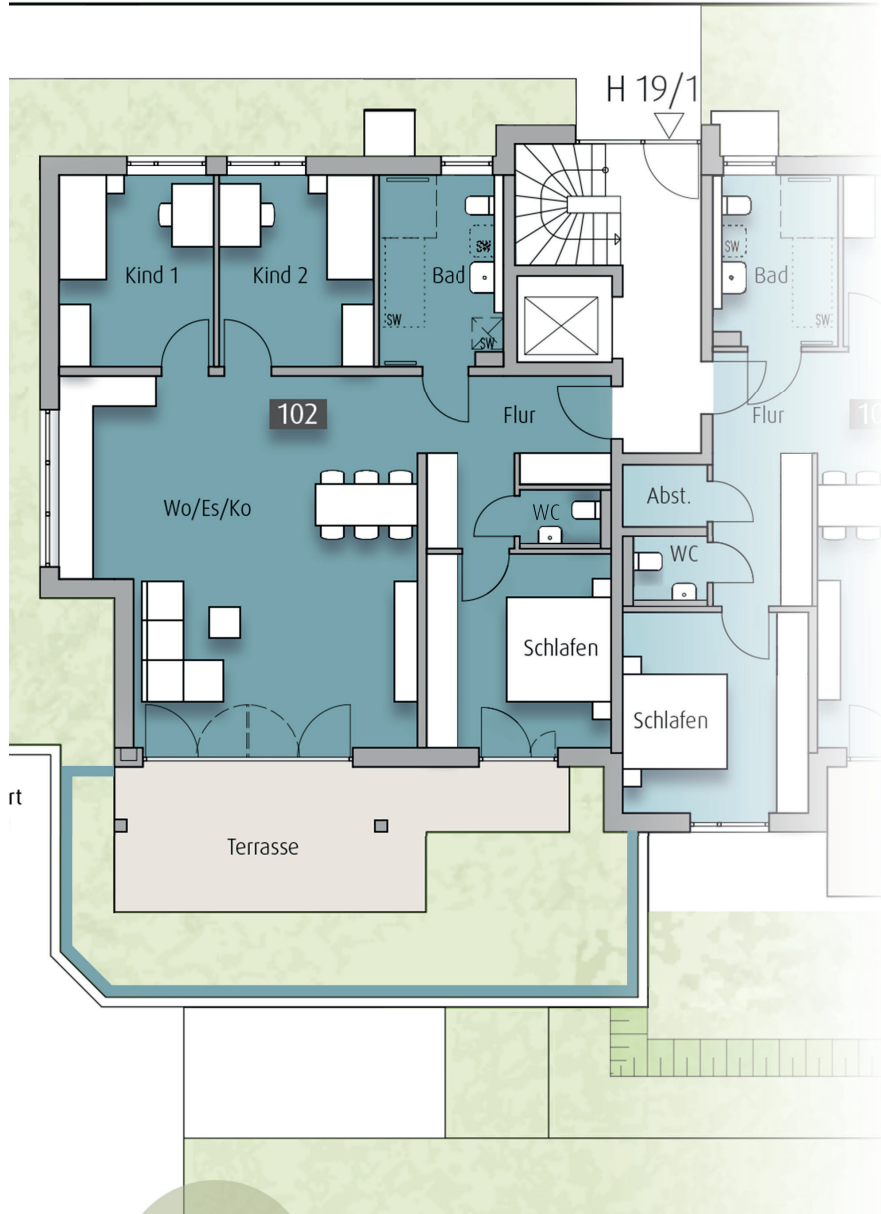 H 19/1
Kind 1
Kind 2
Bad
SW
SW
SW
SW
Bad
SW
102
Flur
Flur
10
Wo/Es/Ko
WC
Abst.
WC
Schlafen
Schlafen
rt
Terrasse